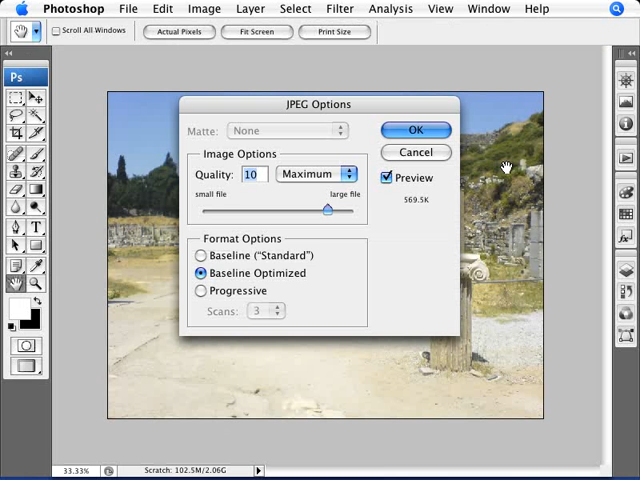 Photoshop File Edit Image Layer Select Filter Analysis View Window Help
Scroll All Windows Actual Pixels Fit Screen Print Size
Ps
JPEG Options
Matte: None
OK
Image Options
Cancel
Quality: 10 Maximum
Preview
small file large file
569.5K
Format Options
Baseline (“Standard”)
Baseline Optimized
Progressive
Scans: 3
T
33.33% Scratch: 102.5M/2.06G